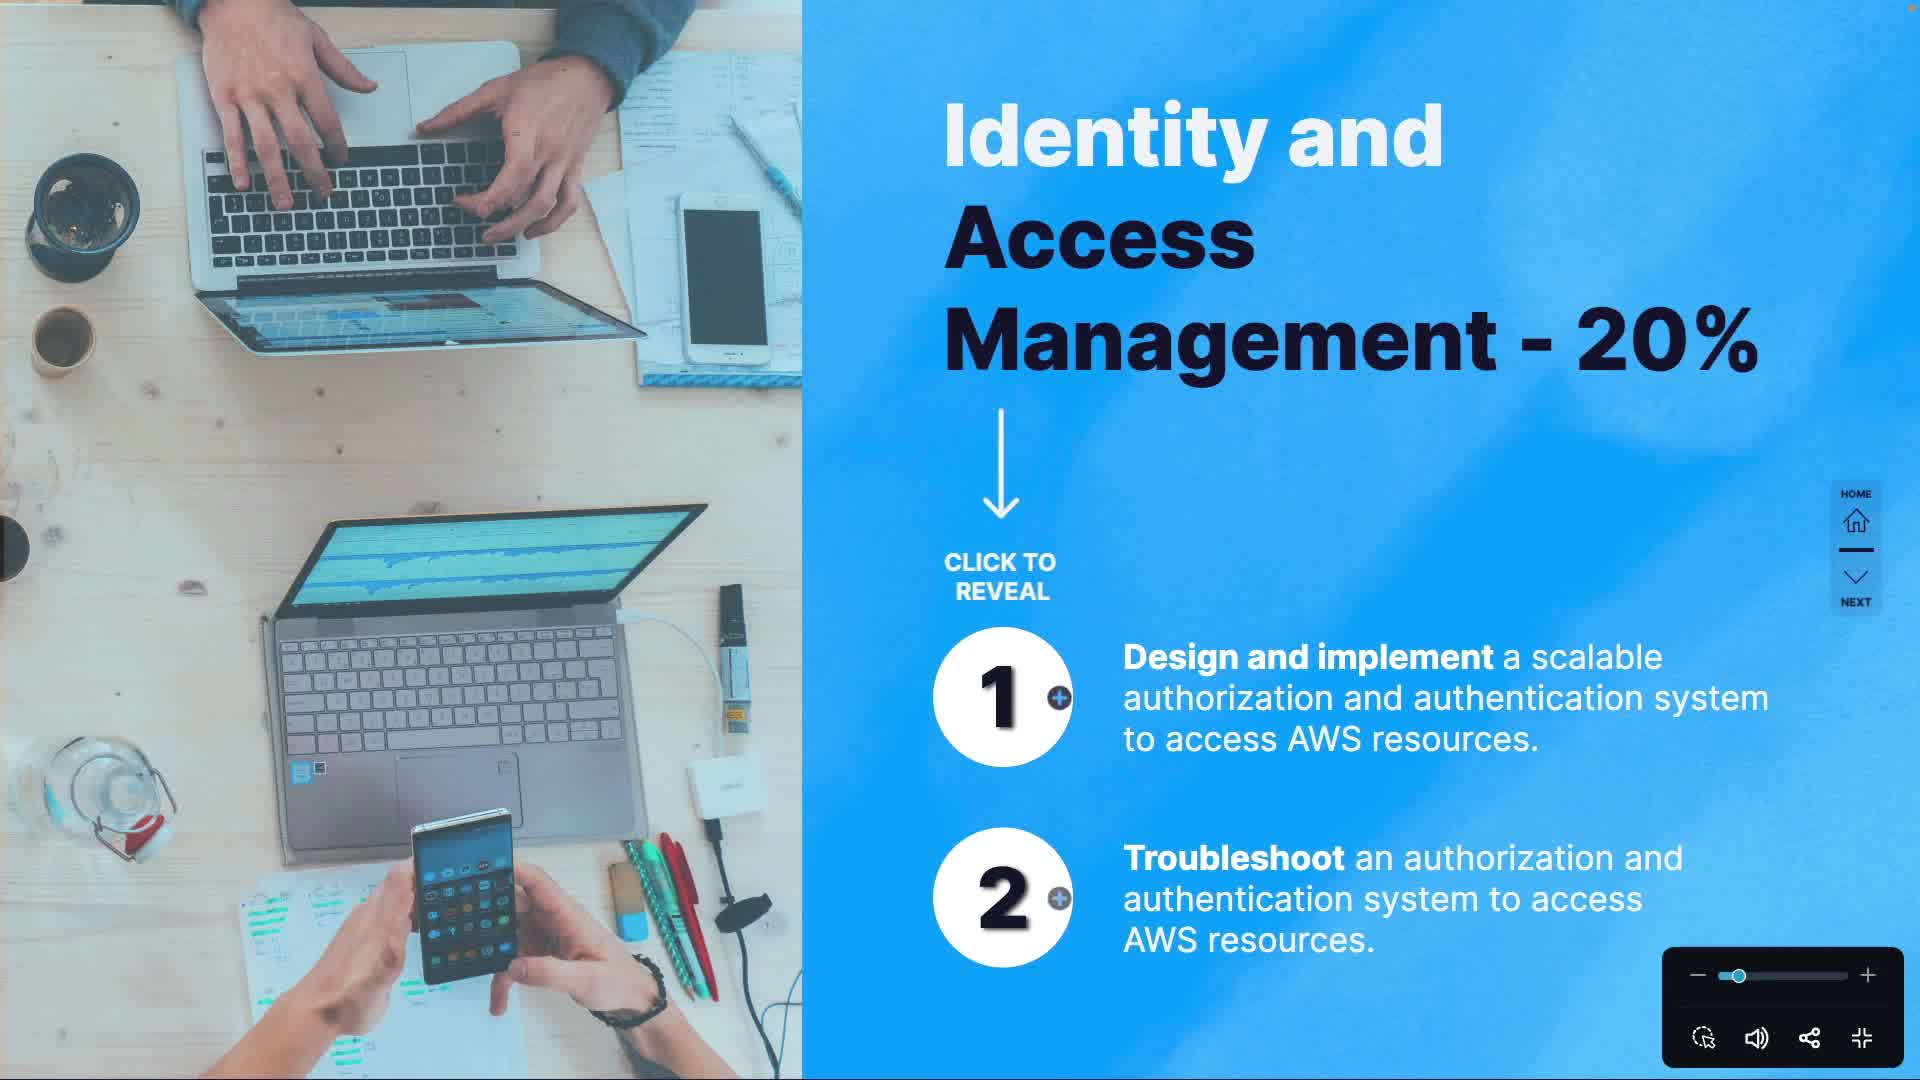 Identity and
Access
Management - 20%
CLICK TO
REVEAL
1
Design and implement a scalable
authorization and authentication system
to access AWS resources.
2
Troubleshoot an authorization and
authentication system to access
AWS resources.
HOME
NEXT